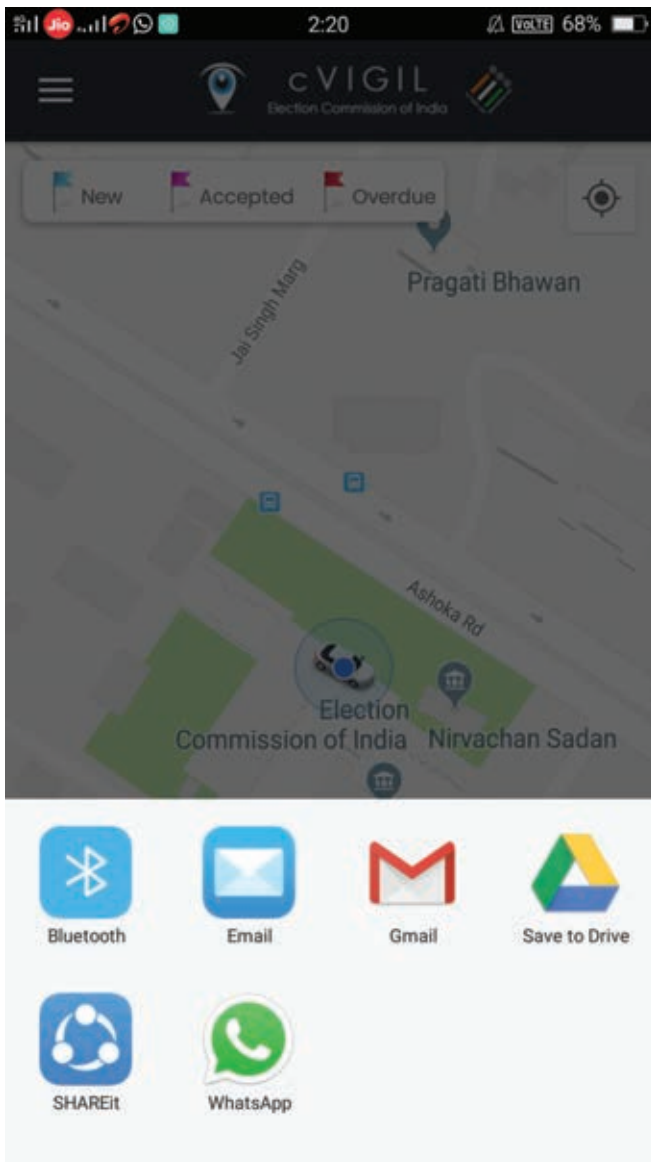 Jio 2:20 VoLTE 68%
cVIGIL
Election Commission of India
New Accepted Overdue
Pragati Bhawan
Jai Singh Marg
Ashoka Rd
Election
Commission of India
Nirvachan Sadan
Bluetooth Email Gmail Save to Drive
SHAREit WhatsApp